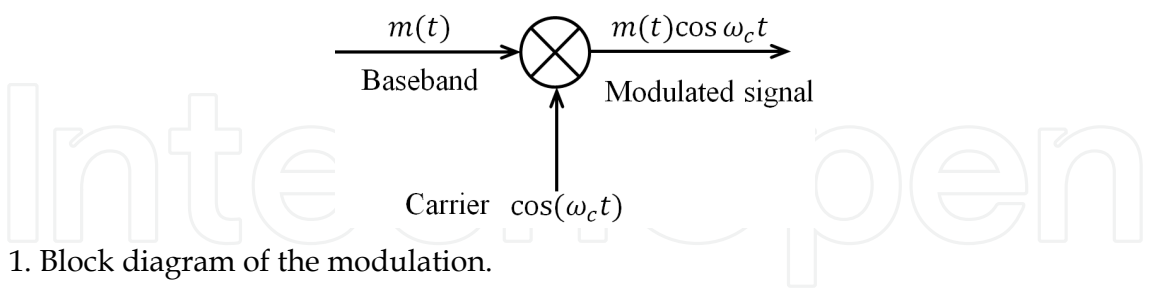 m(t)
m(t)cos ω_c t
Baseband
Modulated signal
Carrier cos(ω_c t)
1. Block diagram of the modulation.